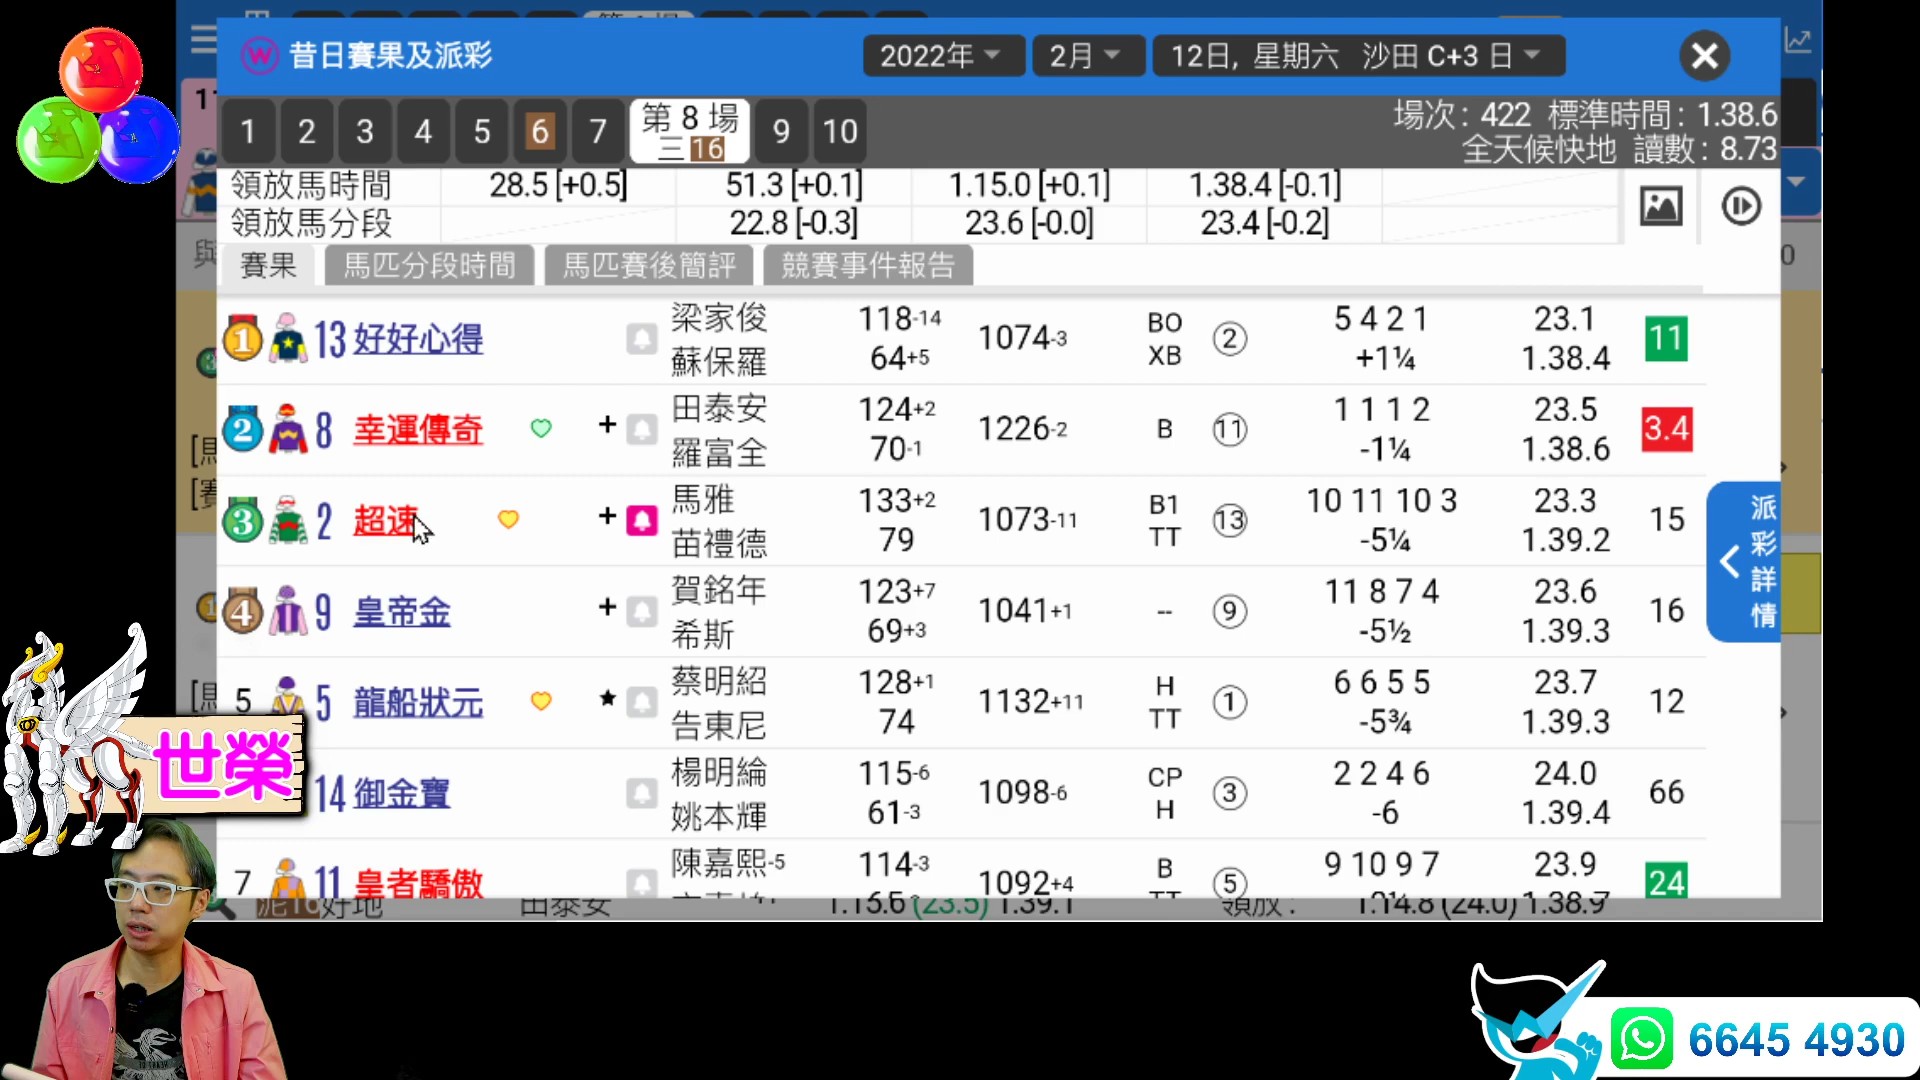 昔日賽果及派彩 2022年 2月 12日, 星期六 沙田 C+3 日
1 2 3 4 5 6 7 第 8 場 三 16 9 10
場次 : 422 標準時間 : 1.38.6
全天候快地 讀數 : 8.73
領放馬時間 28.5 [+0.5] 51.3 [+0.1] 1.15.0 [+0.1] 1.38.4 [-0.1]
領放馬分段 22.8 [-0.3] 23.6 [-0.0] 23.4 [-0.2]
賽果 馬匹分段時間 馬匹賽後簡評 競賽事件報告
1 13 好好心得 梁家俊 118-14 1074-3 BO ② 5 4 2 1 23.1 11
蘇保羅 64+5 XB +1¼ 1.38.4
2 8 幸運傳奇 + 田泰安 124+2 1226-2 B ⑪ 1 1 1 2 23.5 3.4
羅富全 70-1 -1¼ 1.38.6
3 2 超速 + 馬雅 133+2 1073-11 B1 ⑬ 10 11 10 3 23.3 15
苗禮德 79 TT -5¼ 1.39.2
4 9 皇帝金 + 賀銘年 123+7 1041+1 -- ⑨ 11 8 7 4 23.6 16
希斯 69+3 -5½ 1.39.3
5 5 龍船狀元 ★ 蔡明紹 128+1 1132+11 H ① 6 6 5 5 23.7 12
告東尼 74 TT -5¾ 1.39.3
14 御金寶 楊明綸 115-6 1098-6 CP ③ 2 2 4 6 24.0 66
姚本輝 61-3 H -6 1.39.4
7 11 皇者驕傲 陳嘉熙-5 114-3 1092+4 B ⑤ 9 10 9 7 23.9 24
派彩詳情
世榮
6645 4930